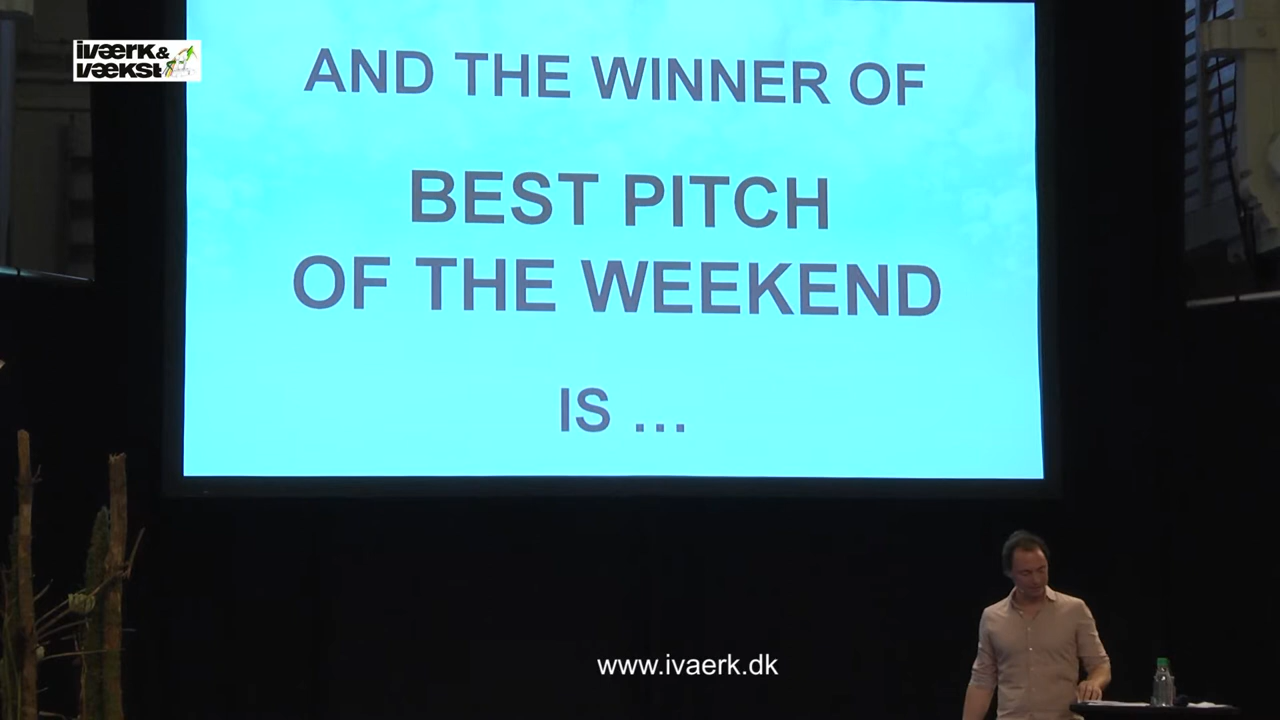 iværk&
vækst
AND THE WINNER OF
BEST PITCH
OF THE WEEKEND
IS ...
www.ivaerk.dk